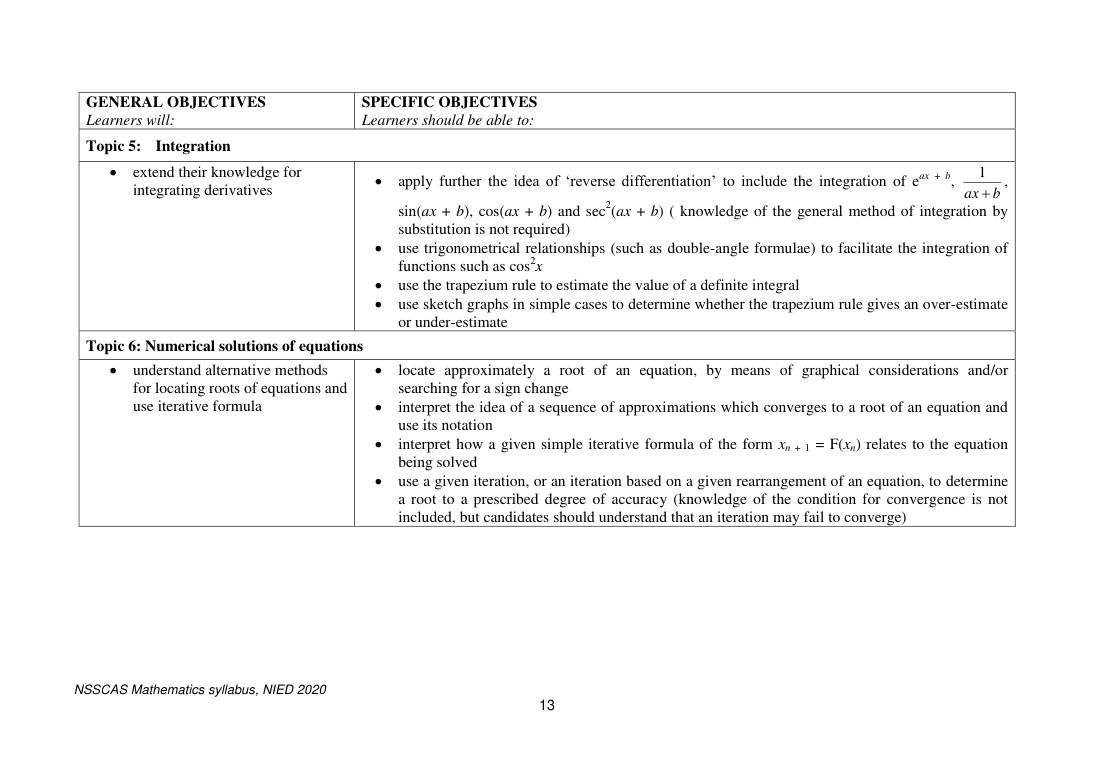 GENERAL OBJECTIVES
Learners will:
SPECIFIC OBJECTIVES
Learners should be able to:
Topic 5: Integration
• extend their knowledge for
integrating derivatives
• apply further the idea of ‘reverse differentiation’ to include the integration of e^{ax + b}, \frac{1}{ax+b},
sin(ax + b), cos(ax + b) and sec²(ax + b) ( knowledge of the general method of integration by
substitution is not required)
• use trigonometrical relationships (such as double-angle formulae) to facilitate the integration of
functions such as cos²x
• use the trapezium rule to estimate the value of a definite integral
• use sketch graphs in simple cases to determine whether the trapezium rule gives an over-estimate
or under-estimate
Topic 6: Numerical solutions of equations
• understand alternative methods
for locating roots of equations and
use iterative formula
• locate approximately a root of an equation, by means of graphical considerations and/or
searching for a sign change
• interpret the idea of a sequence of approximations which converges to a root of an equation and
use its notation
• interpret how a given simple iterative formula of the form x_{n + 1} = F(x_n) relates to the equation
being solved
• use a given iteration, or an iteration based on a given rearrangement of an equation, to determine
a root to a prescribed degree of accuracy (knowledge of the condition for convergence is not
included, but candidates should understand that an iteration may fail to converge)
NSSCAS Mathematics syllabus, NIED 2020
13